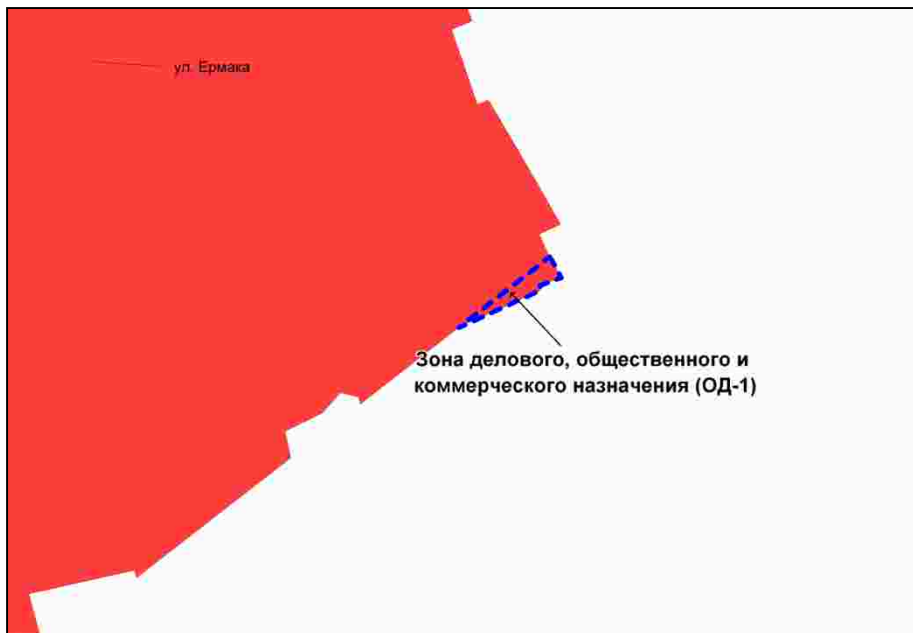 ул. Ермака
Зона делового, общественного и
коммерческого назначения (ОД-1)